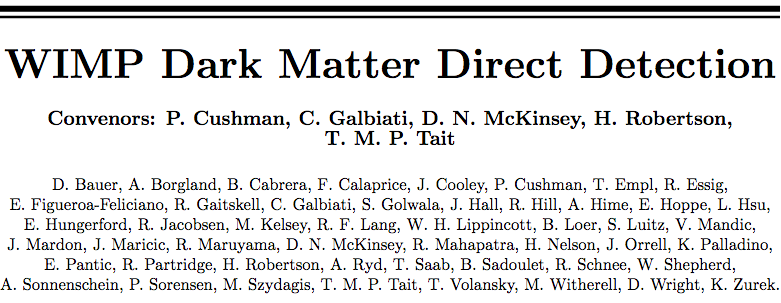 WIMP Dark Matter Direct Detection
Convenors: P. Cushman, C. Galbiati, D. N. McKinsey, H. Robertson,
T. M. P. Tait
D. Bauer, A. Borgland, B. Cabrera, F. Calaprice, J. Cooley, P. Cushman, T. Empl, R. Essig,
E. Figueroa-Feliciano, R. Gaitskell, C. Galbiati, S. Golwala, J. Hall, R. Hill, A. Hime, E. Hoppe, L. Hsu,
E. Hungerford, R. Jacobsen, M. Kelsey, R. F. Lang, W. H. Lippincott, B. Loer, S. Luitz, V. Mandic,
J. Mardon, J. Maricic, R. Maruyama, D. N. McKinsey, R. Mahapatra, H. Nelson, J. Orrell, K. Palladino,
E. Pantic, R. Partridge, H. Robertson, A. Ryd, T. Saab, B. Sadoulet, R. Schnee, W. Shepherd,
A. Sonnenschein, P. Sorensen, M. Szydagis, T. M. P. Tait, T. Volansky, M. Witherell, D. Wright, K. Zurek.